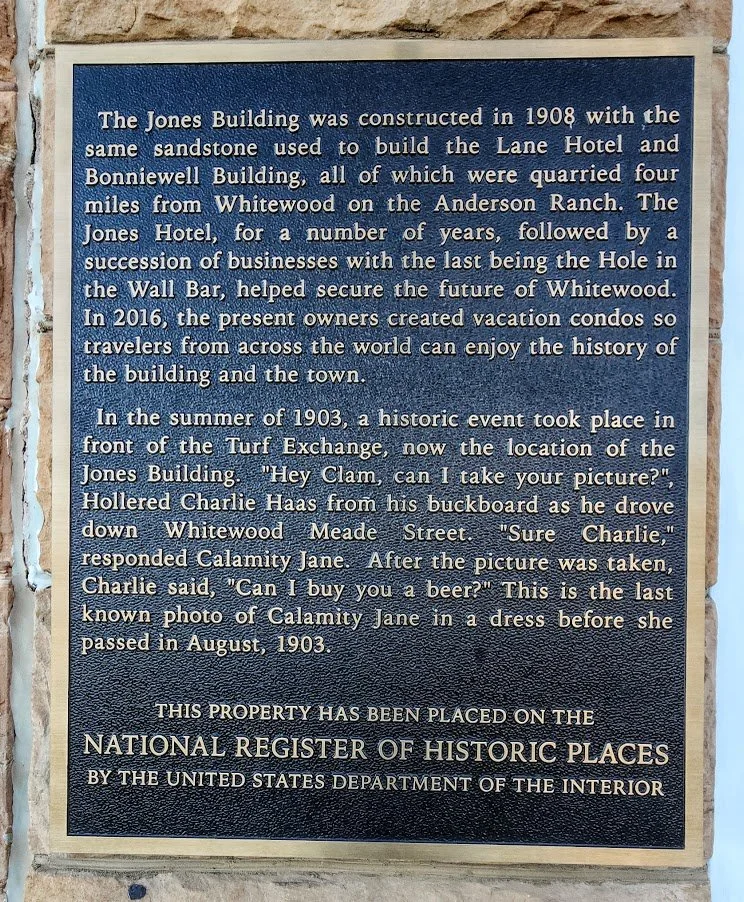 The Jones Building was constructed in 1908 with the
same sandstone used to build the Lane Hotel and
Bonniewell Building, all of which were quarried four
miles from Whitewood on the Anderson Ranch. The
Jones Hotel, for a number of years, followed by a
succession of businesses with the last being the Hole in
the Wall Bar, helped secure the future of Whitewood.
In 2016, the present owners created vacation condos so
travelers from across the world can enjoy the history of
the building and the town.
In the summer of 1903, a historic event took place in
front of the Turf Exchange, now the location of the
Jones Building. "Hey Clam, can I take your picture?",
Hollered Charlie Haas from his buckboard as he drove
down Whitewood Meade Street. "Sure Charlie,"
responded Calamity Jane. After the picture was taken,
Charlie said, "Can I buy you a beer?" This is the last
known photo of Calamity Jane in a dress before she
passed in August, 1903.
THIS PROPERTY HAS BEEN PLACED ON THE
NATIONAL REGISTER OF HISTORIC PLACES
BY THE UNITED STATES DEPARTMENT OF THE INTERIOR